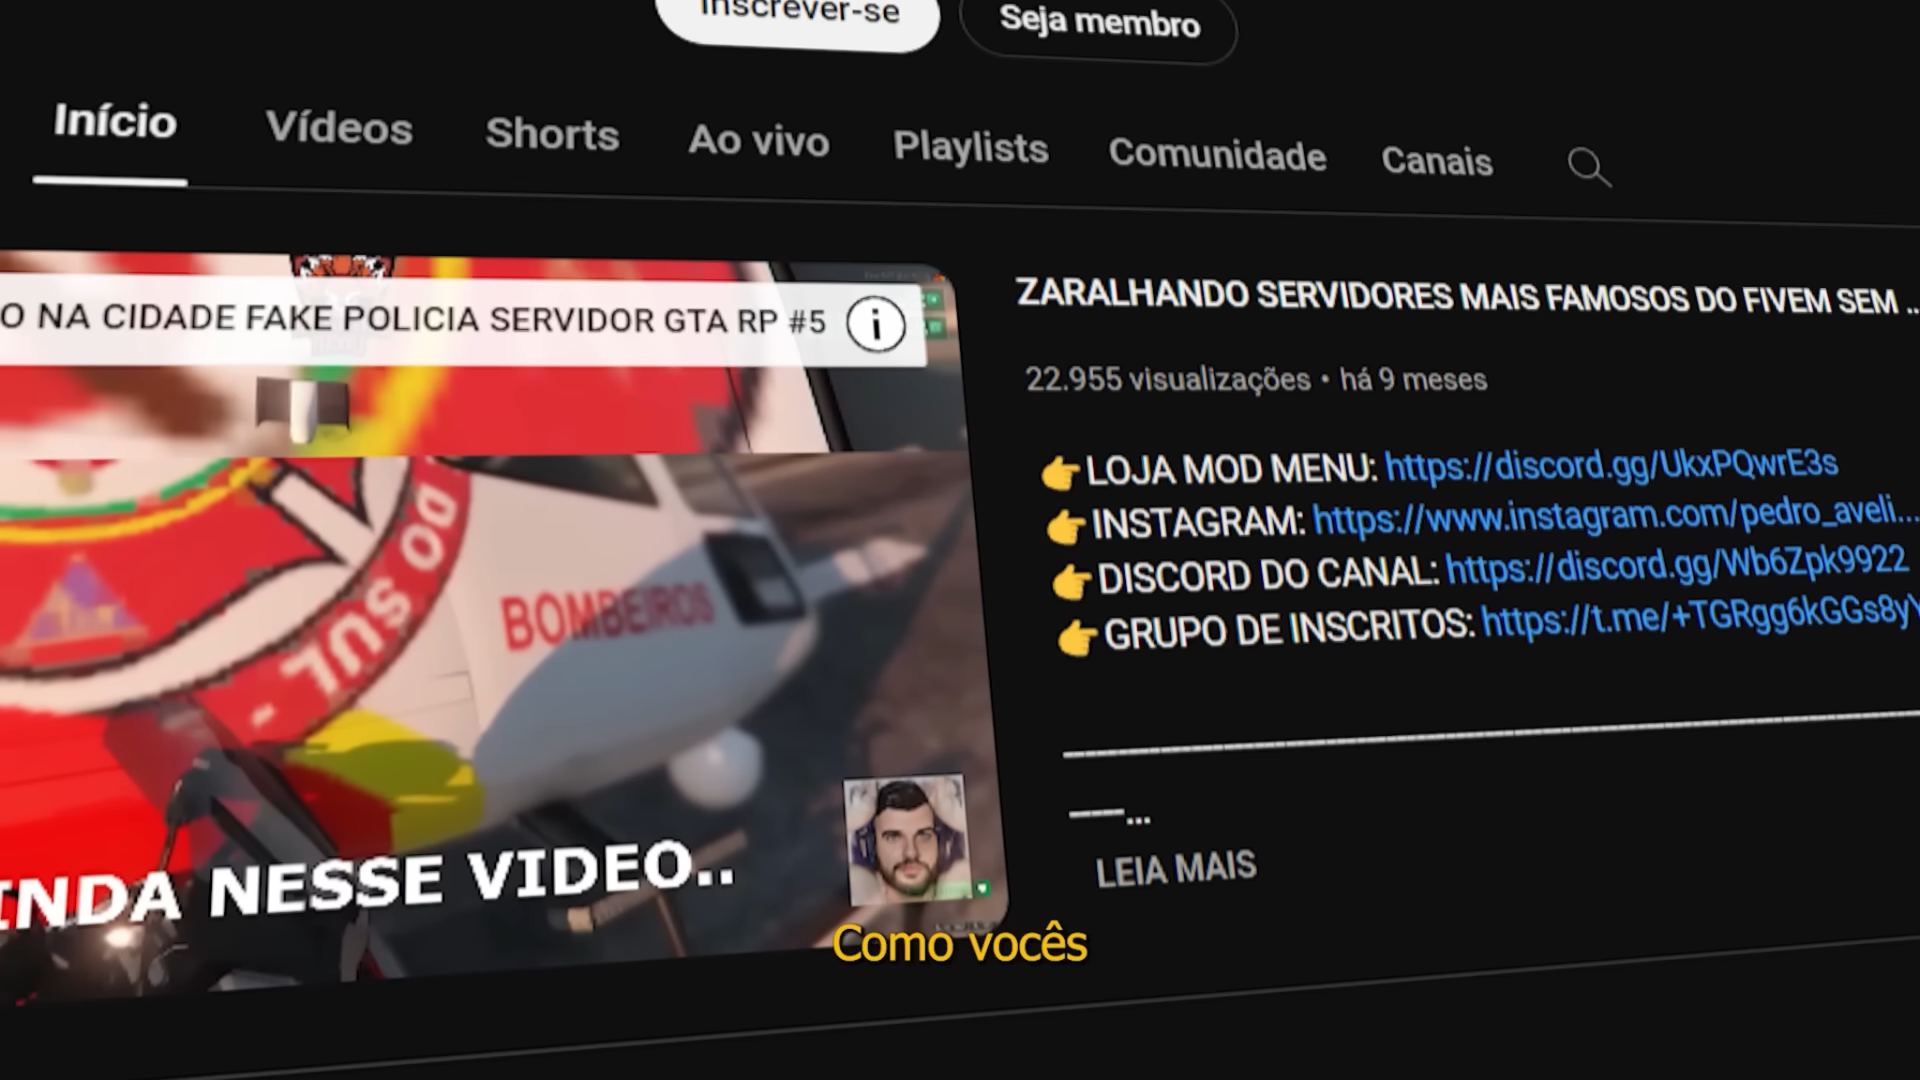 Inscrever-se
Seja membro
Início
Vídeos
Shorts
Ao vivo
Playlists
Comunidade
Canais
O NA CIDADE FAKE POLICIA SERVIDOR GTA RP #5
ZARALHANDO SERVIDORES MAIS FAMOSOS DO FIVEM SEM ...
22.955 visualizações • há 9 meses
👉LOJA MOD MENU: https://discord.gg/UkxPQwrE3s
👉INSTAGRAM: https://www.instagram.com/pedro_aveli...
👉DISCORD DO CANAL: https://discord.gg/Wb6Zpk9922
👉GRUPO DE INSCRITOS: https://t.me/+TGRgg6kGGs8y
DO SUL -
BOMBEIROS
INDA NESSE VIDEO..
LEIA MAIS
Como vocês